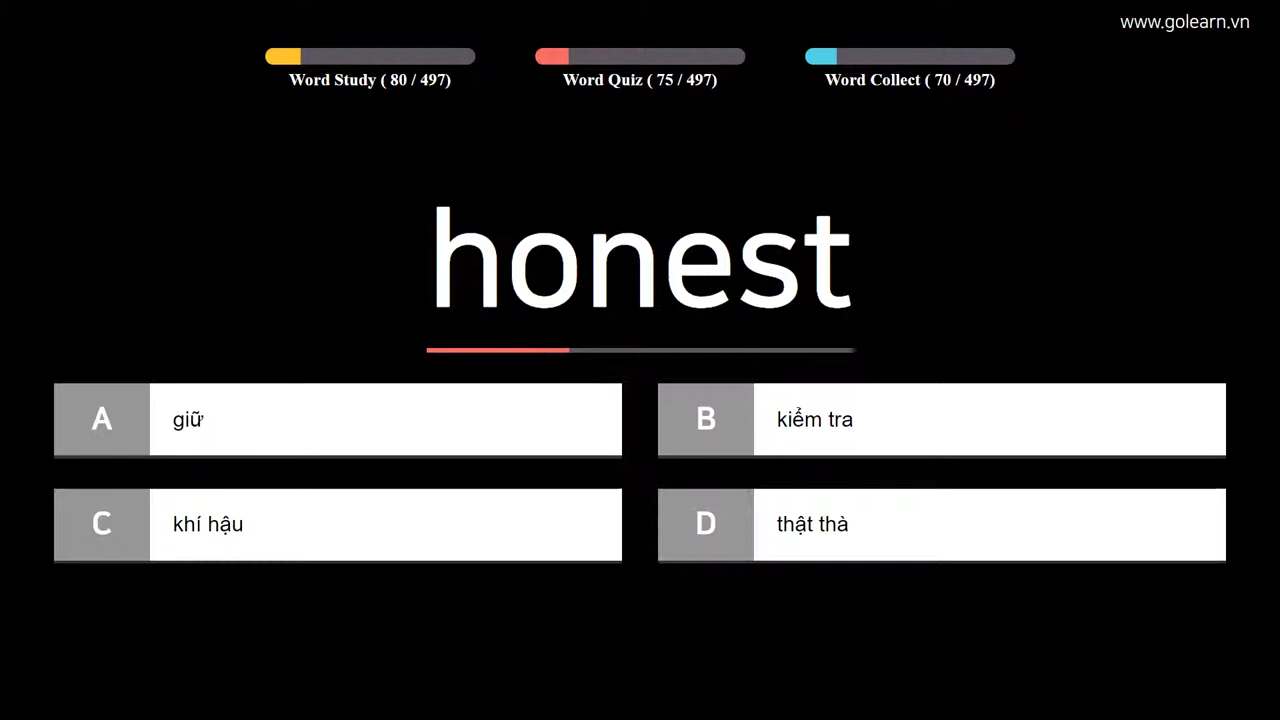 www.golearn.vn
Word Study ( 80 / 497)
Word Quiz ( 75 / 497)
Word Collect ( 70 / 497)
honest
A giữ
B kiểm tra
C khí hậu
D thật thà